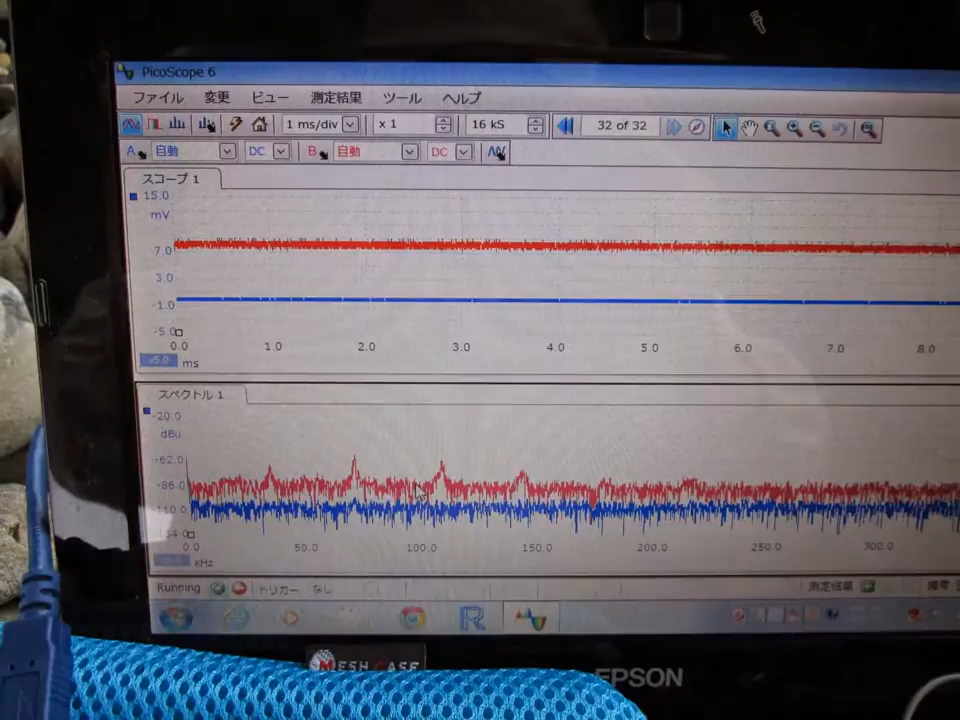 PicoScope 6
ファイル 変更 ビュー 測定結果 ツール ヘルプ
1 ms/div x 1 16 kS 32 of 32
A 自動 DC B 自動 DC
スコープ 1
15.0
mV
7.0
3.0
-1.0
-5.0
0.0 1.0 2.0 3.0 4.0 5.0 6.0 7.0 8.0
x5.0 ms
スペクトル 1
-20.0
dBu
-62.0
-86.0
-110.0
0.0 50.0 100.0 150.0 200.0 250.0 300.0
kHz
Running トリガー なし 測定結果
MESH CASE
EPSON